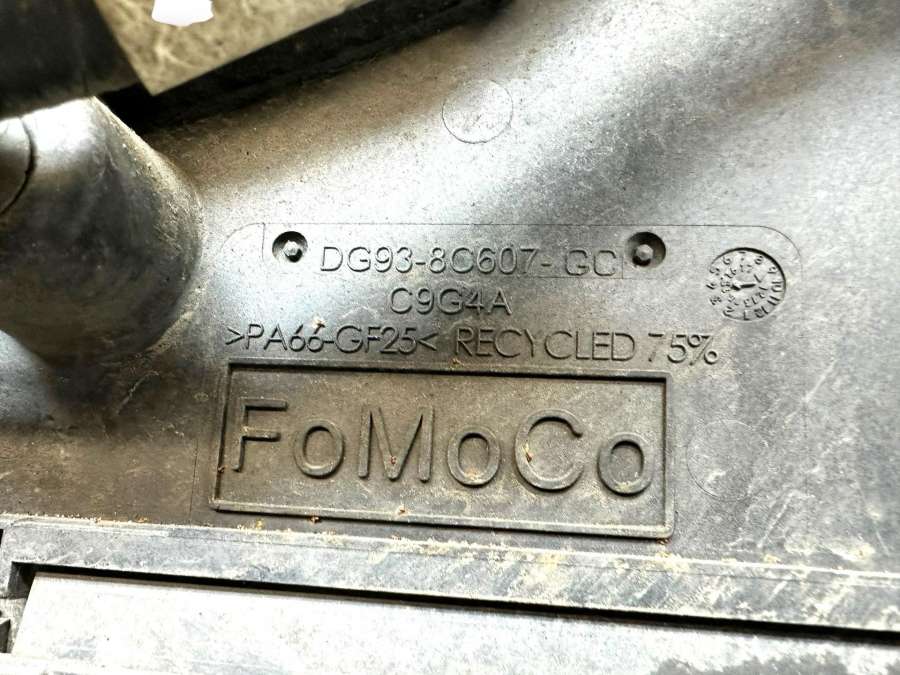 DG93-8C607-GC
C9G4A
>PA66-GF25< RECYCLED 75%
FoMoCo